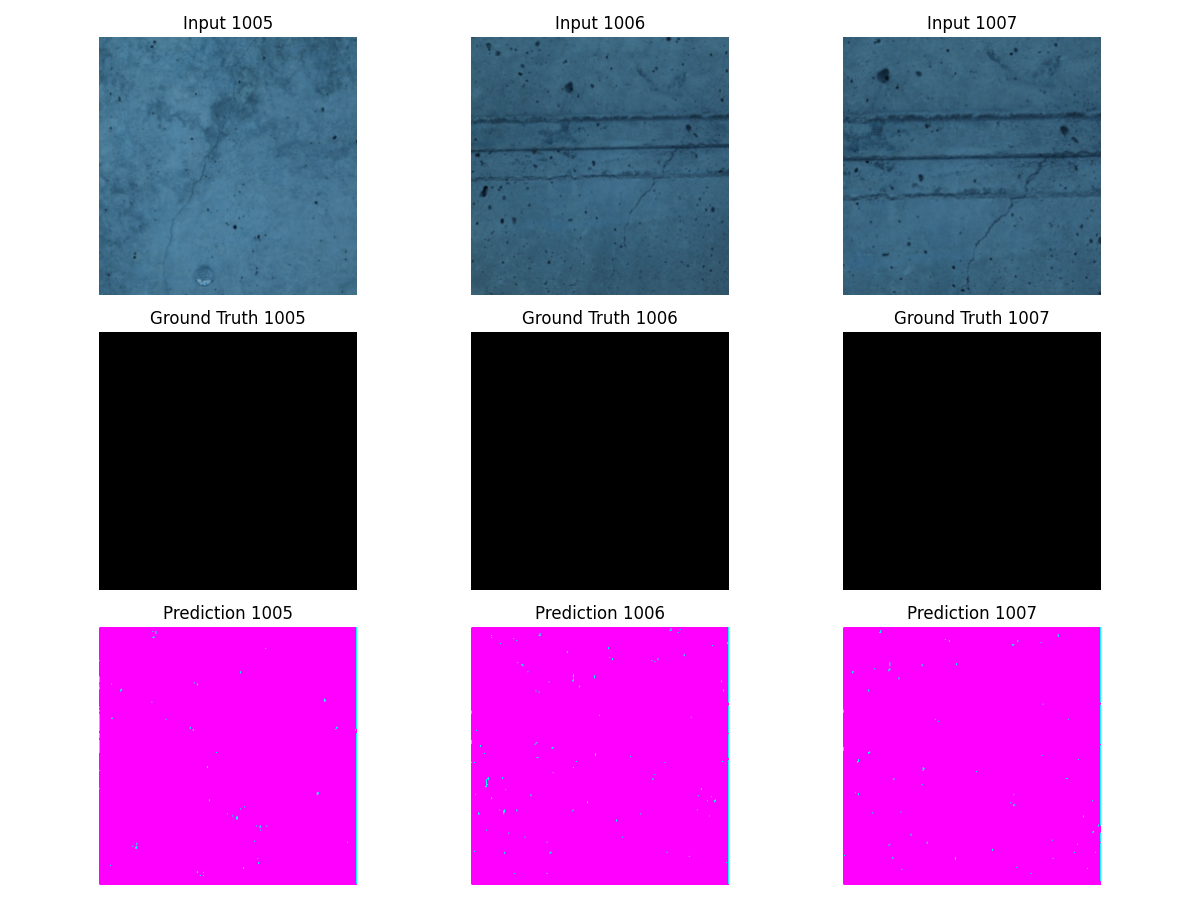 Input 1005
Input 1006
Input 1007
Ground Truth 1005
Ground Truth 1006
Ground Truth 1007
Prediction 1005
Prediction 1006
Prediction 1007